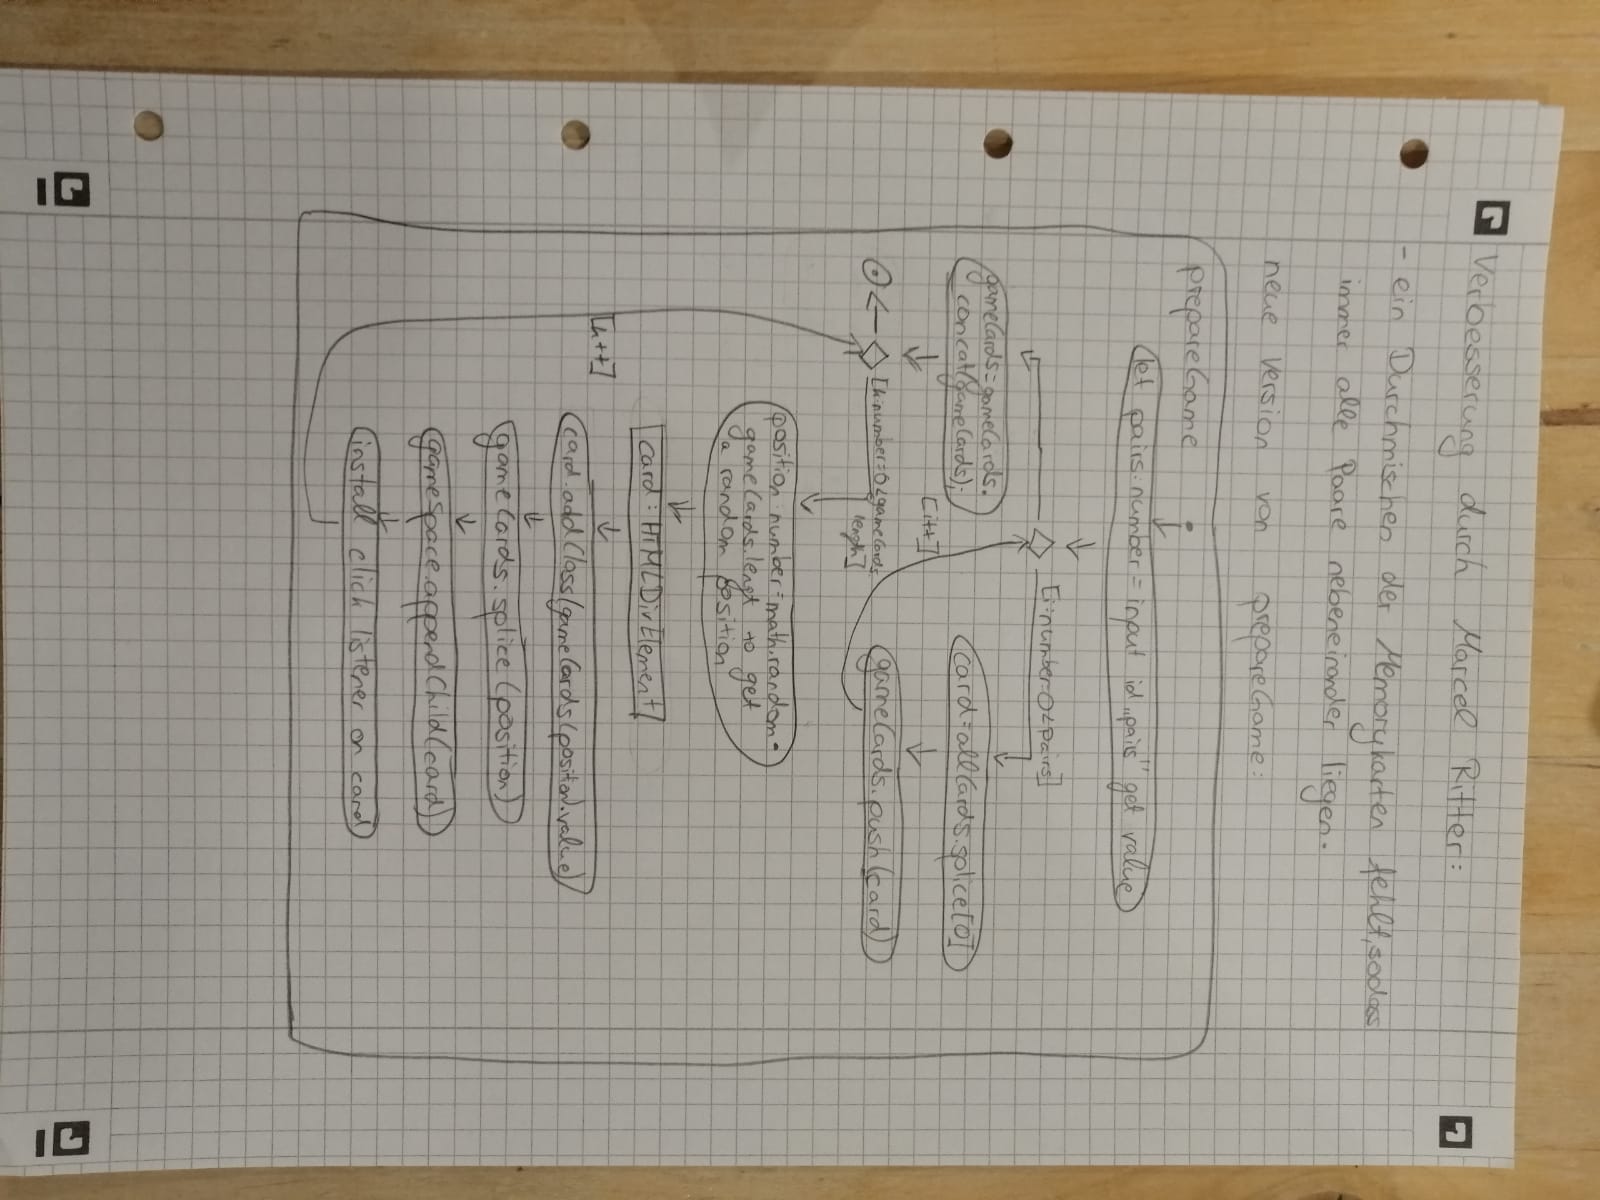 Verbesserung durch Marcel Ritter:
- ein Durchmischen der Memorykarten fehlt, sodass
immer alle Paare nebeneinander liegen.
neue Version von prepareGame:
prepareGame
let pairs:number = input id "pais" get value
[i:number=0<pairs]
gameCards=gameCards.
concat(gameCards);
card=allCards.splice[0]
[i++]
gameCards.push(card)
[h:number=0<gameCards.
length]
position:number=math.random*
gameCards.lengt to get
a random position
card: HTMLDivElement
[h++]
card.addClass(gameCards(position).value)
gameCards.splice(position)
gamespace.appendChild(card)
install click listener on card